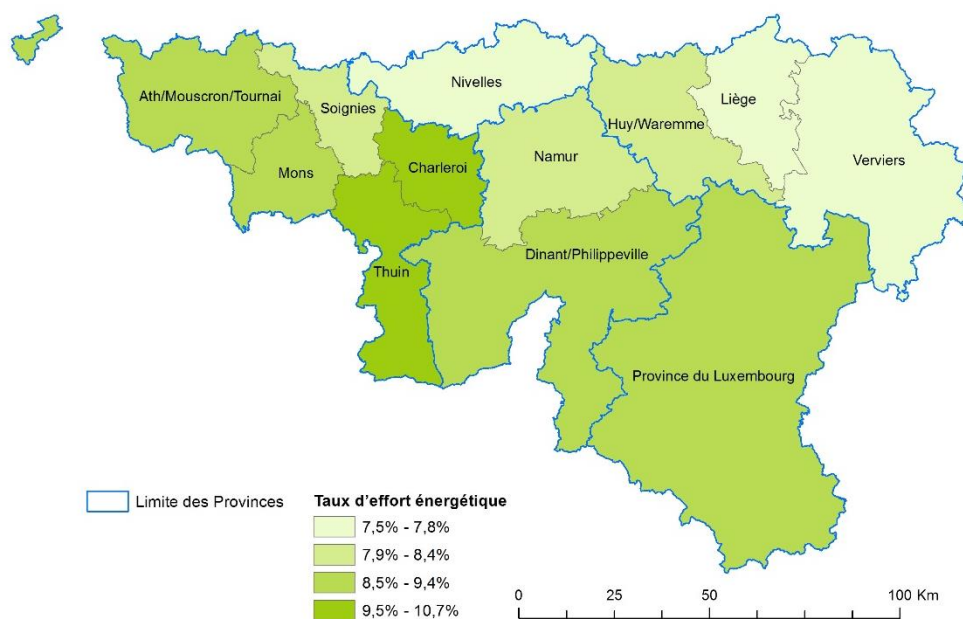 Nivelles
Liège
Ath/Mouscron/Tournai
Soignies
Huy/Waremme
Verviers
Namur
Charleroi
Mons
Dinant/Philippeville
Thuin
Province du Luxembourg
Limite des Provinces
Taux d'effort énergétique
7,5% - 7,8%
7,9% - 8,4%
8,5% - 9,4%
9,5% - 10,7%
0 25 50 100 Km